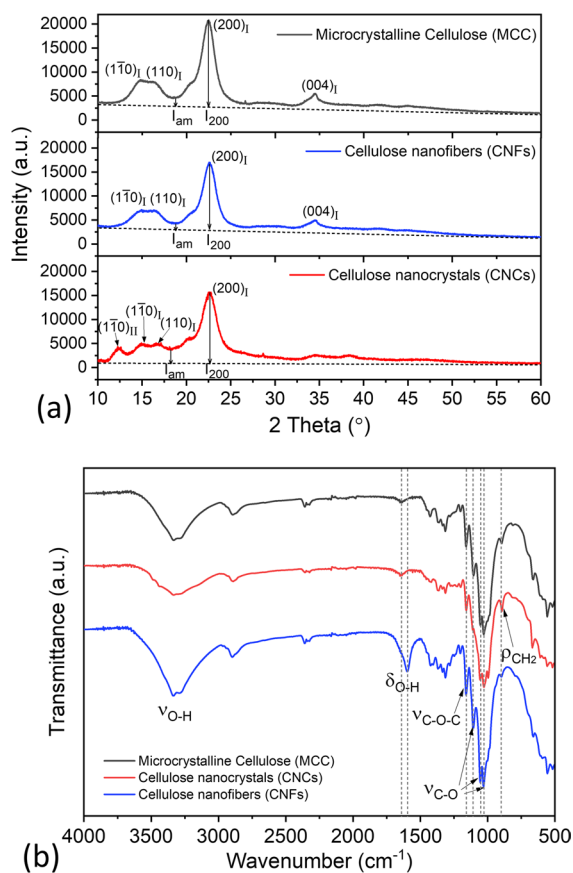 20000
15000
10000
5000
0
(11̄0)I (110)I
(200)I
(004)I
Iam I200
Microcrystalline Cellulose (MCC)
20000
15000
10000
5000
0
(11̄0)I (110)I
(200)I
(004)I
Iam I200
Cellulose nanofibers (CNFs)
20000
15000
10000
5000
0
(11̄0)II
(11̄0)I
(110)I
(200)I
Iam I200
Cellulose nanocrystals (CNCs)
Intensity (a.u.)
10 15 20 25 30 35 40 45 50 55 60
2 Theta (°)
(a)
Transmittance (a.u.)
νO-H
δO-H
νC-O-C
νC-O
ρCH2
Microcrystalline Cellulose (MCC)
Cellulose nanocrystals (CNCs)
Cellulose nanofibers (CNFs)
4000 3500 3000 2500 2000 1500 1000 500
Wavenumber (cm-1)
(b)